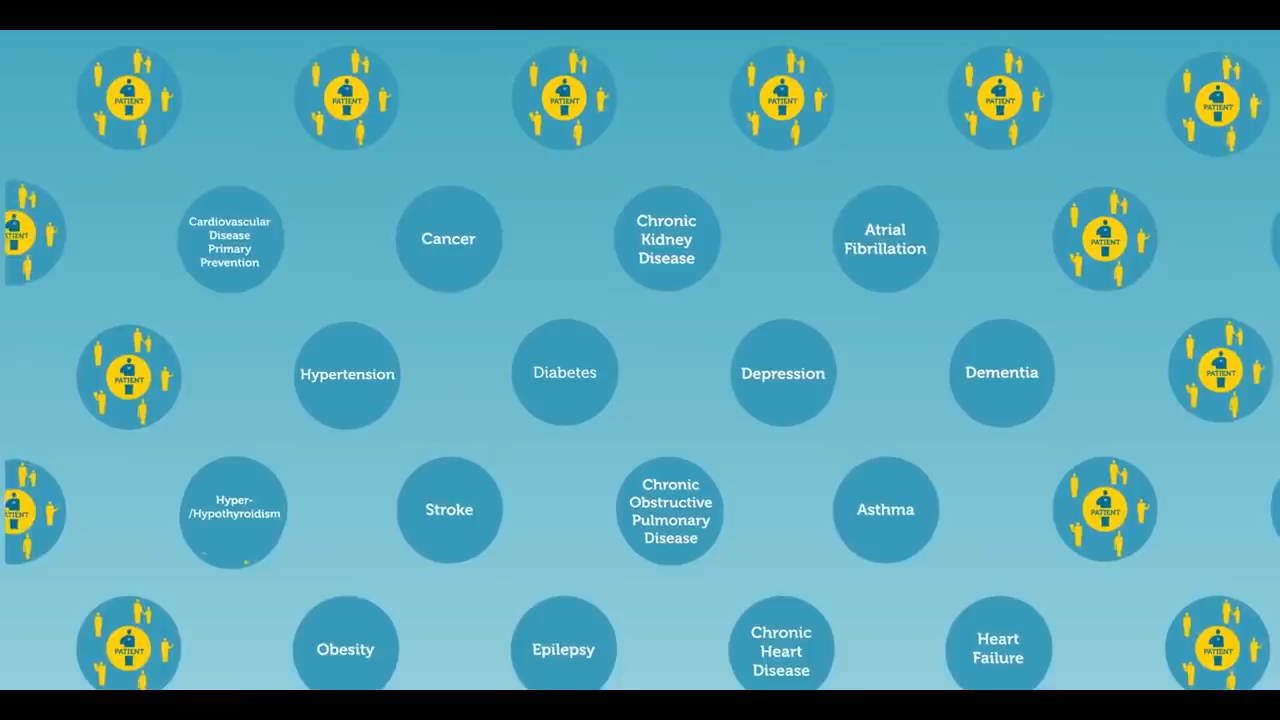 PATIENT
PATIENT
PATIENT
PATIENT
PATIENT
PATIENT
Cardiovascular
Disease
Primary
Prevention
Cancer
Chronic
Kidney
Disease
Atrial
Fibrillation
PATIENT
PATIENT
Hypertension
Diabetes
Depression
Dementia
PATIENT
Hyper-
/Hypothyroidism
Stroke
Chronic
Obstructive
Pulmonary
Disease
Asthma
PATIENT
PATIENT
Obesity
Epilepsy
Chronic
Heart
Disease
Heart
Failure
PATIENT